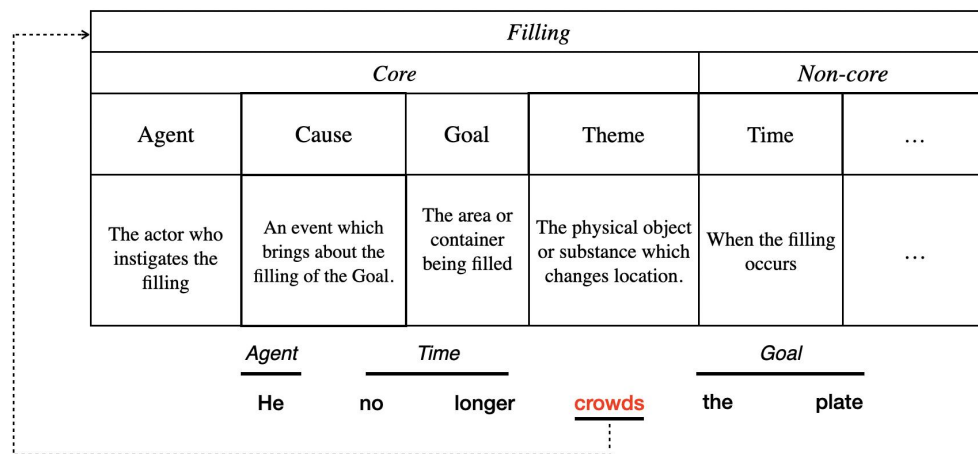 Filling
Core Non-core
Agent Cause Goal Theme Time ...
The actor who
instigates the
filling
An event which
brings about the
filling of the Goal.
The area or
container
being filled
The physical object
or substance which
changes location.
When the filling
occurs
...
Agent Time Goal
He no longer crowds the plate